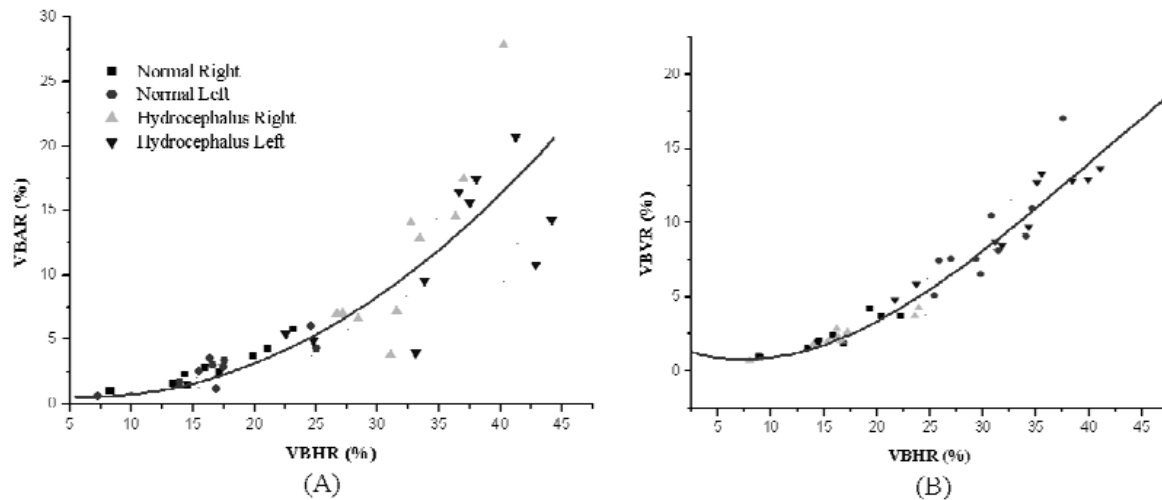 30
25
20
15
10
5
0
VBAR (%)
Normal Right
Normal Left
Hydrocephalus Right
Hydrocephalus Left
5 10 15 20 25 30 35 40 45
VBHR (%)
(A)
20
15
10
5
0
VBVR (%)
5 10 15 20 25 30 35 40 45
VBHR (%)
(B)